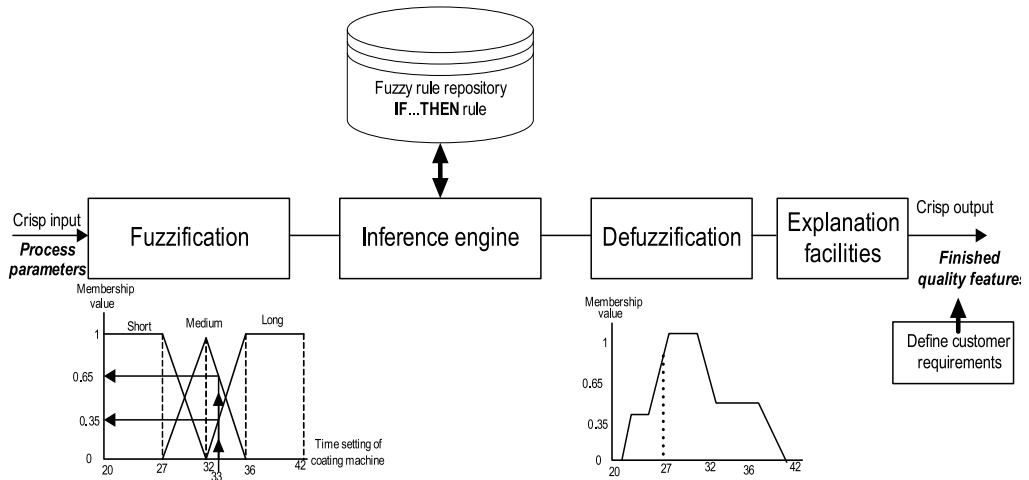 Fuzzy rule repository
IF...THEN rule
Crisp input
Process
parameters
Fuzzification
Inference engine
Defuzzification
Explanation
facilities
Crisp output
Finished
quality features
Define customer
requirements
Membership
value
Short
Medium
Long
1
0.65
0.35
0
20
27
32
33
36
42
Time setting of
coating machine
Membership
value
1
0.65
0.35
0
20
27
32
36
42